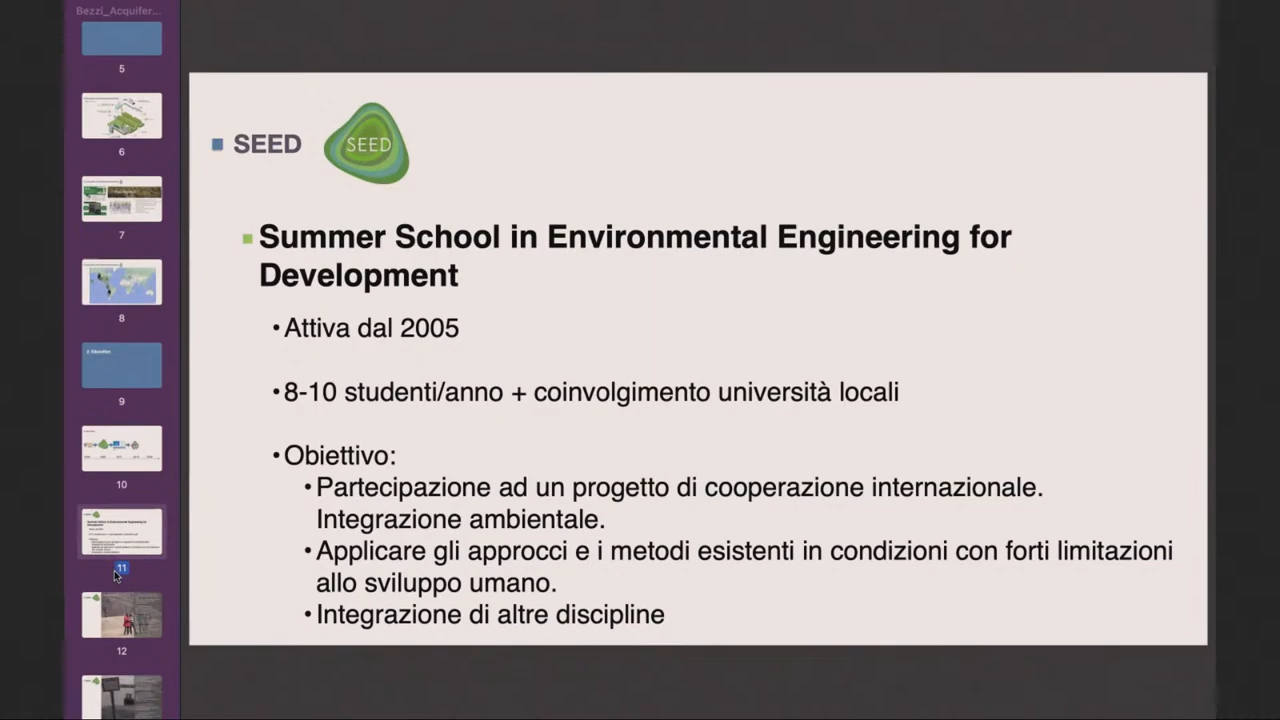 Bezzi_Acquifer...
5
6
7
8
9
10
11
12
SEED
SEED
Summer School in Environmental Engineering for
Development
•Attiva dal 2005
•8-10 studenti/anno + coinvolgimento università locali
•Obiettivo:
•Partecipazione ad un progetto di cooperazione internazionale.
Integrazione ambientale.
•Applicare gli approcci e i metodi esistenti in condizioni con forti limitazioni
allo sviluppo umano.
•Integrazione di altre discipline